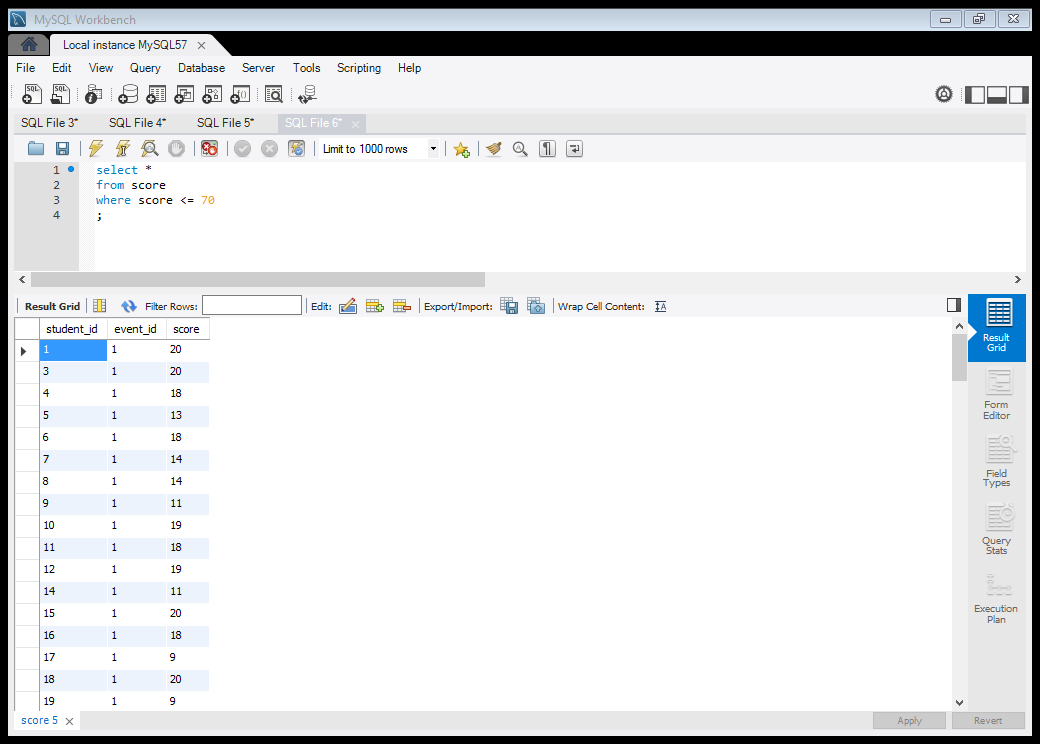 MySQL Workbench
Local instance MySQL57
File Edit View Query Database Server Tools Scripting Help
SQL File 3* SQL File 4* SQL File 5* SQL File 6*
Limit to 1000 rows
1 select *
2 from score
3 where score <= 70
4 ;
Result Grid Filter Rows: Edit: Export/Import: Wrap Cell Content:
student_id event_id score
1 1 20
3 1 20
4 1 18
5 1 13
6 1 18
7 1 14
8 1 14
9 1 11
10 1 19
11 1 18
12 1 19
14 1 11
15 1 20
16 1 18
17 1 9
18 1 20
19 1 9
Result
Grid
Form
Editor
Field
Types
Query
Stats
Execution
Plan
score 5 Apply Revert